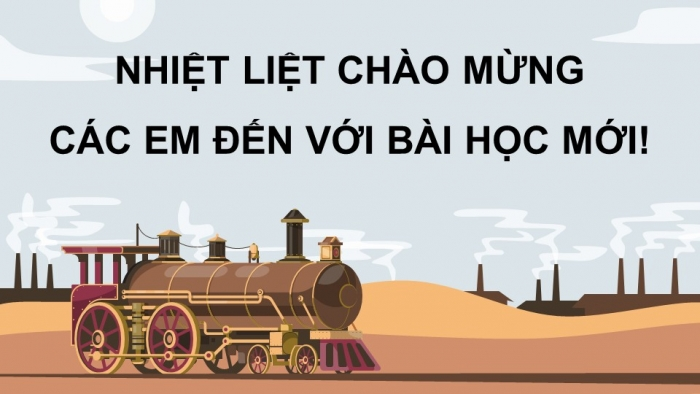 NHIỆT LIỆT CHÀO MỪNG
CÁC EM ĐẾN VỚI BÀI HỌC MỚI!